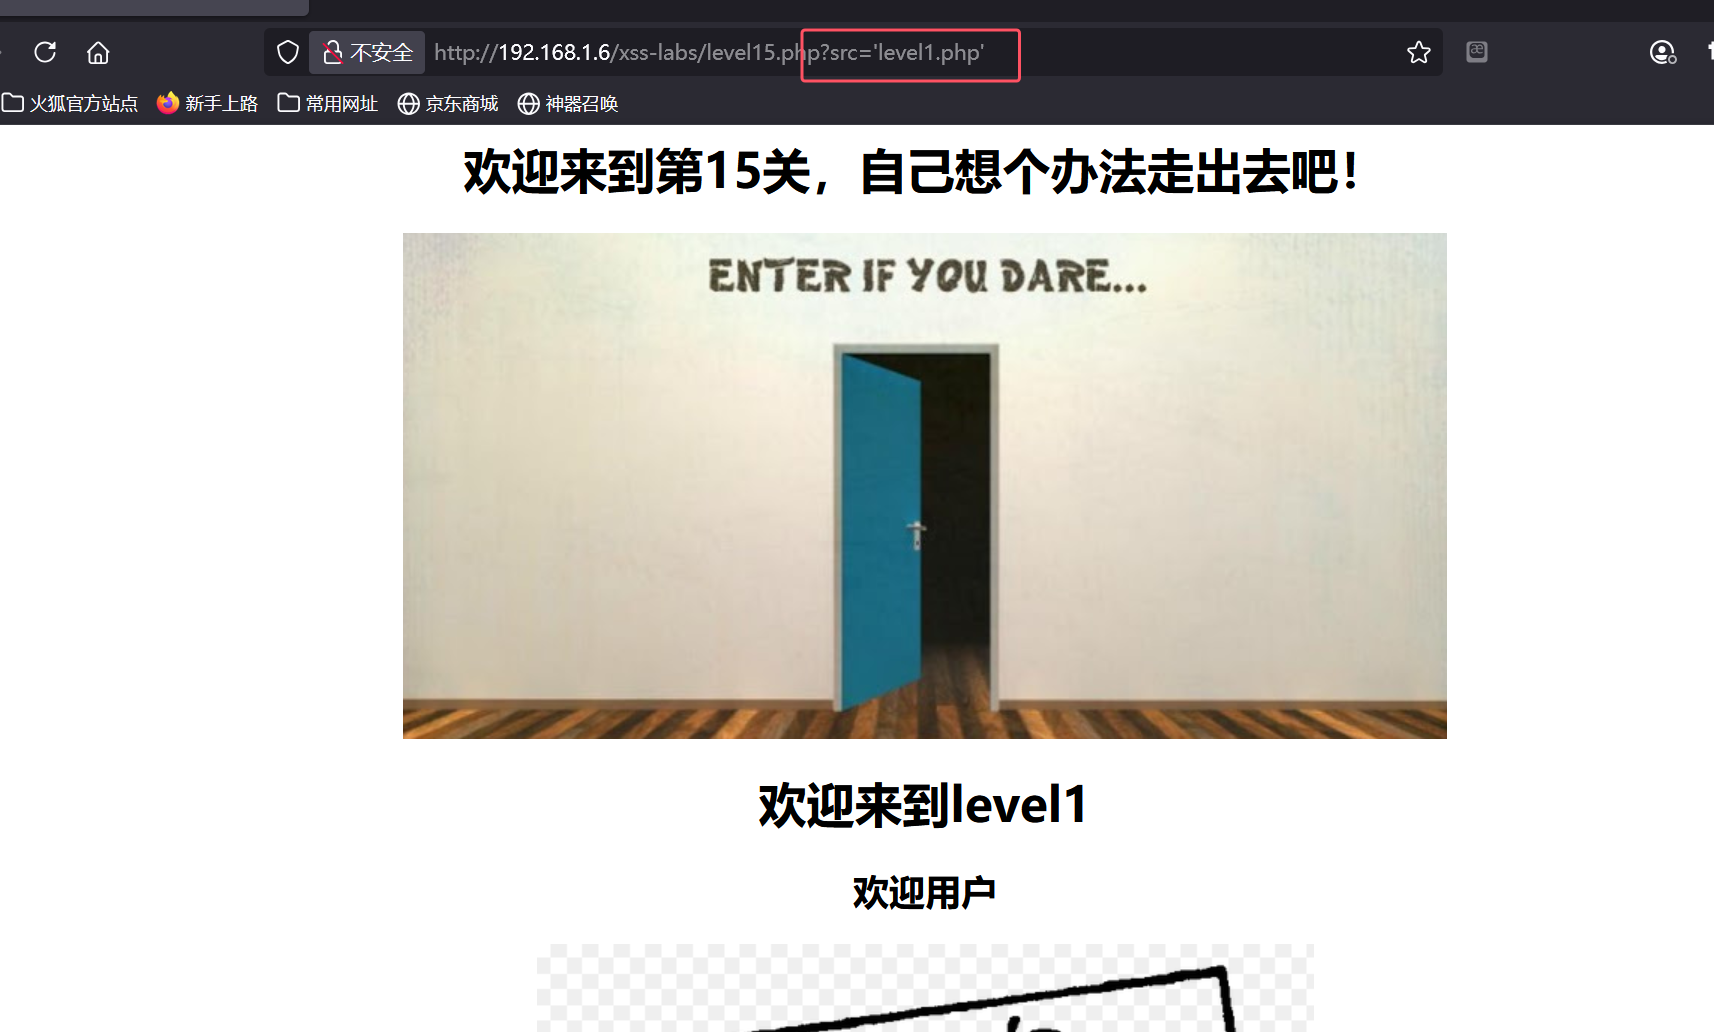 不安全 http://192.168.1.6/xss-labs/level15.php?src='level1.php'
火狐官方站点 新手上路 常用网址 京东商城 神器召唤
欢迎来到第15关，自己想个办法走出去吧！
ENTER IF YOU DARE...
欢迎来到level1
欢迎用户